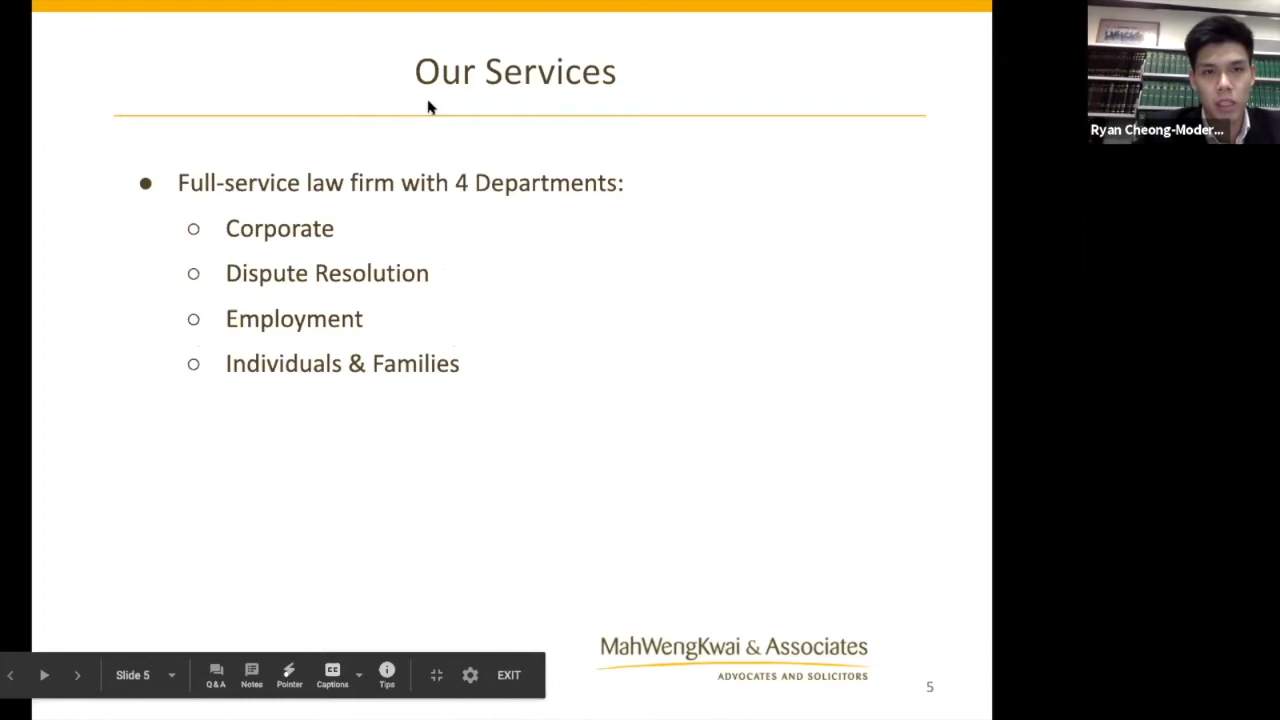 Our Services
Ryan Cheong-Moder...
● Full-service law firm with 4 Departments:
○ Corporate
○ Dispute Resolution
○ Employment
○ Individuals & Families
MahWengKwai & Associates
ADVOCATES AND SOLICITORS
5
Slide 5
Q&A
Notes
Pointer
CC
Captions
Tips
EXIT